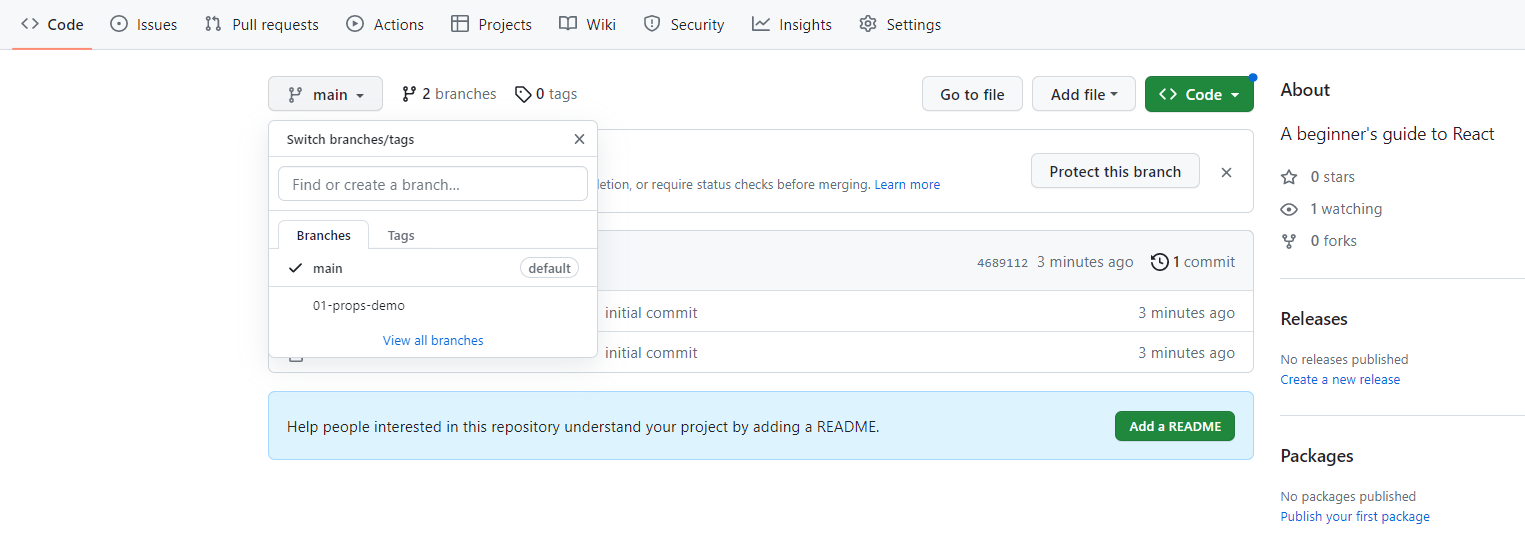 Code Issues Pull requests Actions Projects Wiki Security Insights Settings
main 2 branches 0 tags Go to file Add file Code
Switch branches/tags
Find or create a branch...
letion, or require status checks before merging. Learn more
Protect this branch
Branches Tags
main default
01-props-demo
View all branches
4689112 3 minutes ago 1 commit
initial commit 3 minutes ago
initial commit 3 minutes ago
Help people interested in this repository understand your project by adding a README. Add a README
About
A beginner's guide to React
0 stars
1 watching
0 forks
Releases
No releases published
Create a new release
Packages
No packages published
Publish your first package